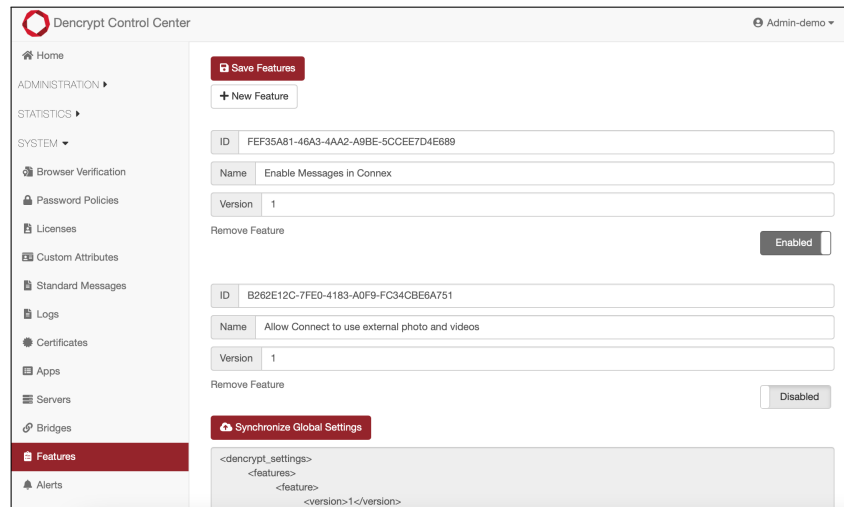 Dencrypt Control Center
Admin-demo
Home
ADMINISTRATION
STATISTICS
SYSTEM
Browser Verification
Password Policies
Licenses
Custom Attributes
Standard Messages
Logs
Certificates
Apps
Servers
Bridges
Features
Alerts
Save Features
+ New Feature
ID FEF35A81-46A3-4AA2-A9BE-5CCEE7D4E689
Name Enable Messages in Connex
Version 1
Remove Feature
Enabled
ID B262E12C-7FE0-4183-A0F9-FC34CBE6A751
Name Allow Connect to use external photo and videos
Version 1
Remove Feature
Disabled
Synchronize Global Settings
<dencrypt_settings>
<features>
<feature>
<version>1</version>